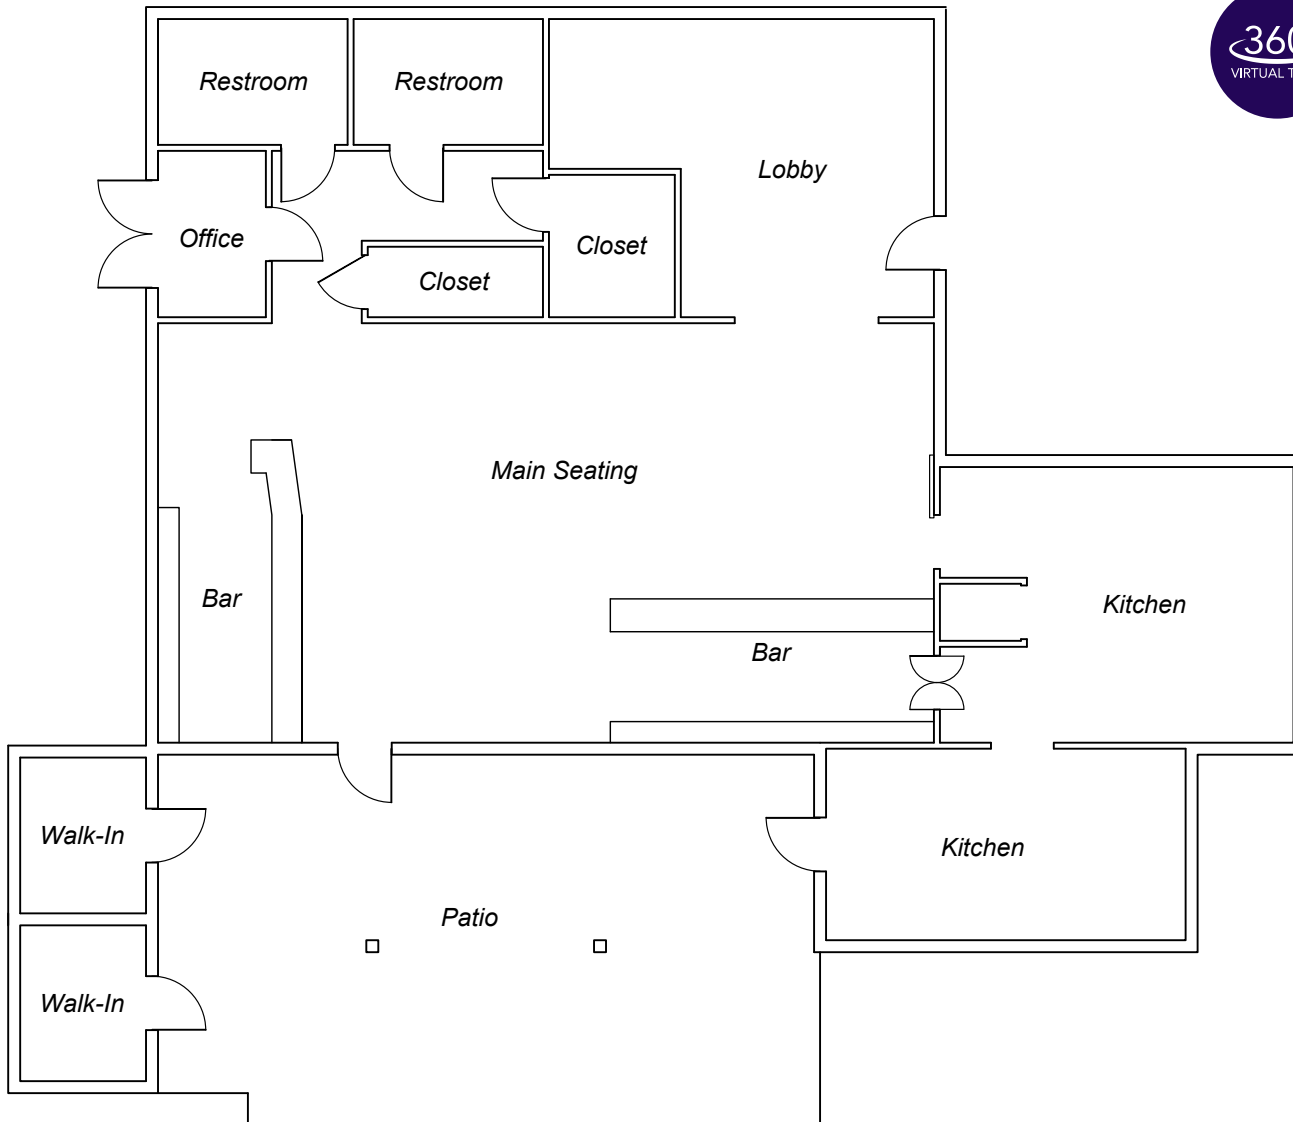 360
VIRTUAL
Restroom
Restroom
Lobby
Office
Closet
Closet
Main Seating
Bar
Kitchen
Bar
Walk-In
Kitchen
Patio
Walk-In